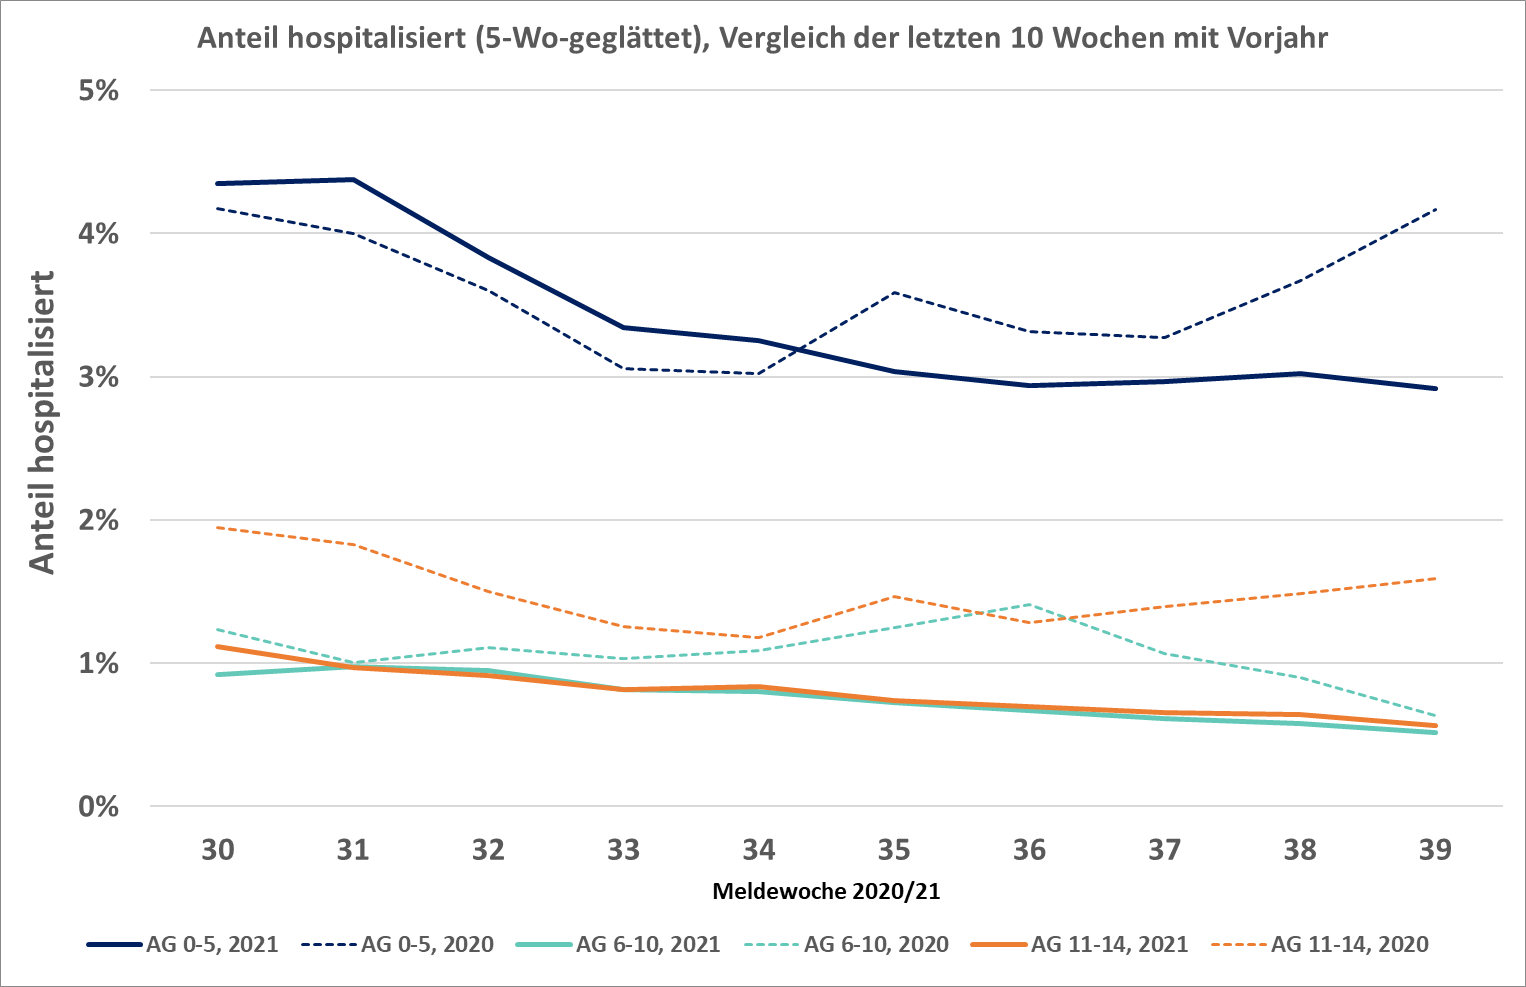 Anteil hospitalisiert (5-Wo-geglättet), Vergleich der letzten 10 Wochen mit Vorjahr
Anteil hospitalisiert
5%
4%
3%
2%
1%
0%
30 31 32 33 34 35 36 37 38 39
Meldewoche 2020/21
AG 0-5, 2021 AG 0-5, 2020 AG 6-10, 2021 AG 6-10, 2020 AG 11-14, 2021 AG 11-14, 2020